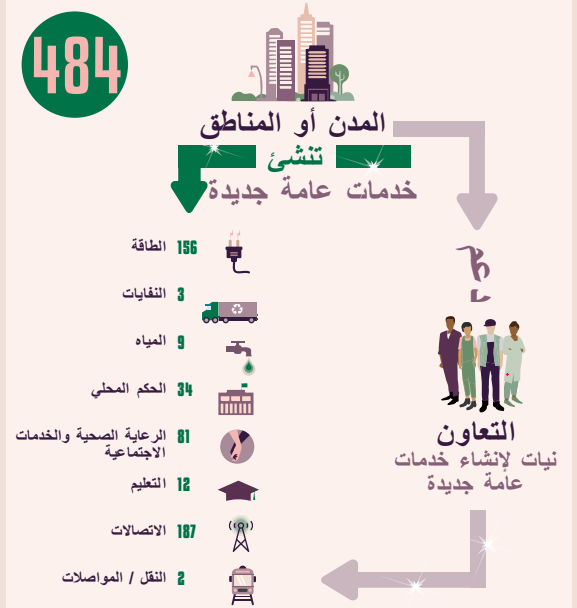 484
المدن أو المناطق
تنشئ
خدمات عامة جديدة
156 الطاقة
3 النفايات
9 المياه
34 الحكم المحلي
81 الرعاية الصحية والخدمات
الاجتماعية
12 التعليم
187 الاتصالات
2 النقل / المواصلات
التعاون
نيات لإنشاء خدمات
عامة جديدة